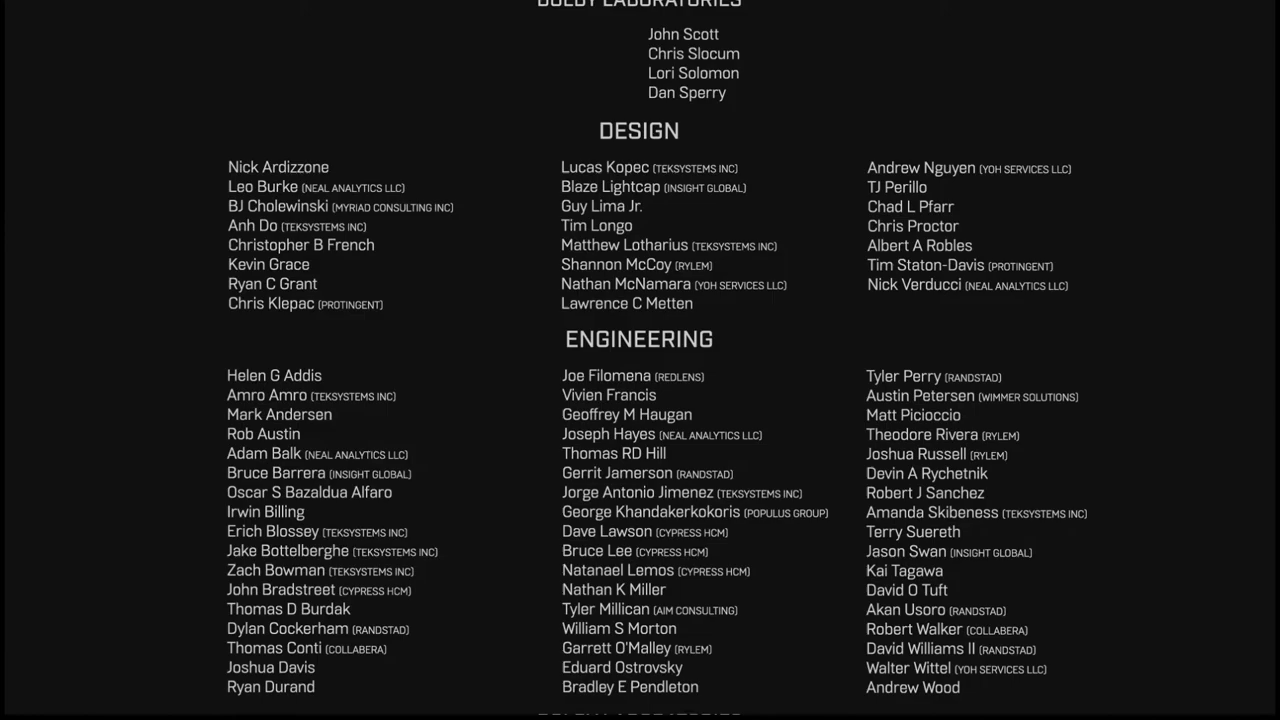 DOLBY LABORATORIES
John Scott
Chris Slocum
Lori Solomon
Dan Sperry
DESIGN
Nick Ardizzone
Leo Burke (NEAL ANALYTICS LLC)
BJ Cholewinski (MYRIAD CONSULTING INC)
Anh Do (TEKSYSTEMS INC)
Christopher B French
Kevin Grace
Ryan C Grant
Chris Klepac (PROTINGENT)
Lucas Kopec (TEKSYSTEMS INC)
Blaze Lightcap (INSIGHT GLOBAL)
Guy Lima Jr.
Tim Longo
Matthew Lotharius (TEKSYSTEMS INC)
Shannon McCoy (RYLEM)
Nathan McNamara (YOH SERVICES LLC)
Lawrence C Metten
Andrew Nguyen (YOH SERVICES LLC)
TJ Perillo
Chad L Pfarr
Chris Proctor
Albert A Robles
Tim Staton-Davis (PROTINGENT)
Nick Verducci (NEAL ANALYTICS LLC)
ENGINEERING
Helen G Addis
Amro Amro (TEKSYSTEMS INC)
Mark Andersen
Rob Austin
Adam Balk (NEAL ANALYTICS LLC)
Bruce Barrera (INSIGHT GLOBAL)
Oscar S Bazaldua Alfaro
Irwin Billing
Erich Blossey (TEKSYSTEMS INC)
Jake Bottelberghe (TEKSYSTEMS INC)
Zach Bowman (TEKSYSTEMS INC)
John Bradstreet (CYPRESS HCM)
Thomas D Burdak
Dylan Cockerham (RANDSTAD)
Thomas Conti (COLLABERA)
Joshua Davis
Ryan Durand
Joe Filomena (REDLENS)
Vivien Francis
Geoffrey M Haugan
Joseph Hayes (NEAL ANALYTICS LLC)
Thomas RD Hill
Gerrit Jamerson (RANDSTAD)
Jorge Antonio Jimenez (TEKSYSTEMS INC)
George Khandakerkokoris (POPULUS GROUP)
Dave Lawson (CYPRESS HCM)
Bruce Lee (CYPRESS HCM)
Natanael Lemos (CYPRESS HCM)
Nathan K Miller
Tyler Millican (AIM CONSULTING)
William S Morton
Garrett O'Malley (RYLEM)
Eduard Ostrovsky
Bradley E Pendleton
Tyler Perry (RANDSTAD)
Austin Petersen (WIMMER SOLUTIONS)
Matt Picioccio
Theodore Rivera (RYLEM)
Joshua Russell (RYLEM)
Devin A Rychetnik
Robert J Sanchez
Amanda Skibeness (TEKSYSTEMS INC)
Terry Suereth
Jason Swan (INSIGHT GLOBAL)
Kai Tagawa
David O Tuft
Akan Usoro (RANDSTAD)
Robert Walker (COLLABERA)
David Williams II (RANDSTAD)
Walter Wittel (YOH SERVICES LLC)
Andrew Wood